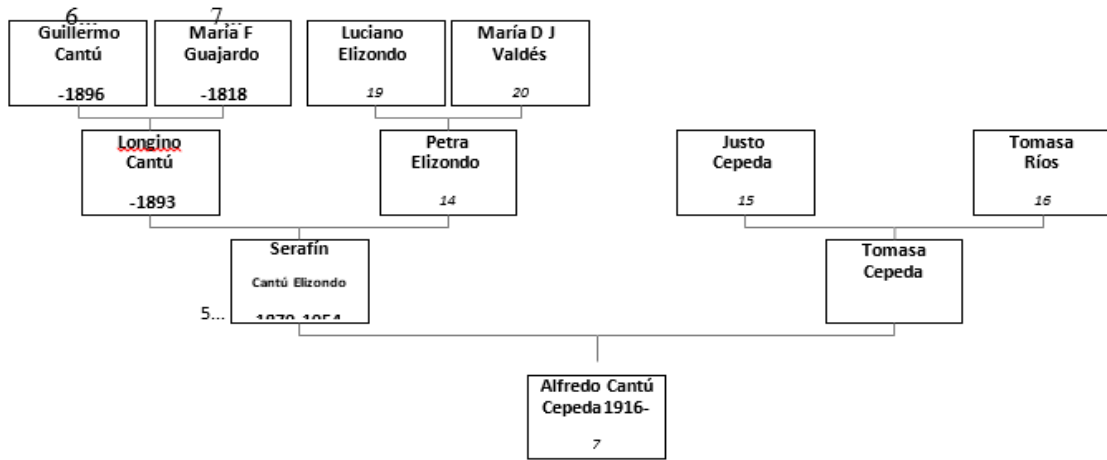 6... 7...
Guillermo
Cantú
-1896
María F
Guajardo
-1818
Luciano
Elizondo
19
María D J
Valdés
20
Longino
Cantú
-1893
Petra
Elizondo
14
Justo
Cepeda
15
Tomasa
Ríos
16
Serafín
Cantú Elizondo
5...
Tomasa
Cepeda
Alfredo Cantú
Cepeda 1916-
7